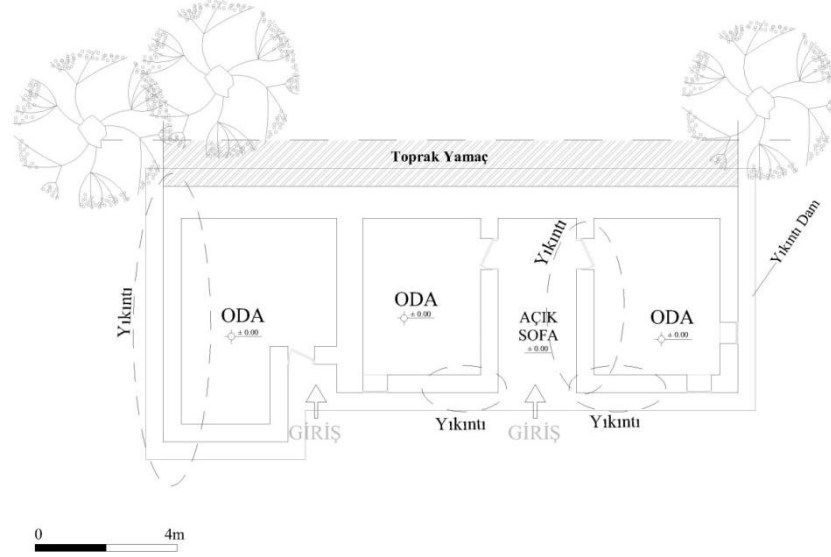 Toprak Yamaç
Yıkıntı
Yıkıntı Dam
Yıkıntı
ODA
± 0.00
ODA
± 0.00
AÇIK
SOFA
± 0.00
ODA
± 0.00
GİRİŞ
Yıkıntı
GİRİŞ
Yıkıntı
0
4m